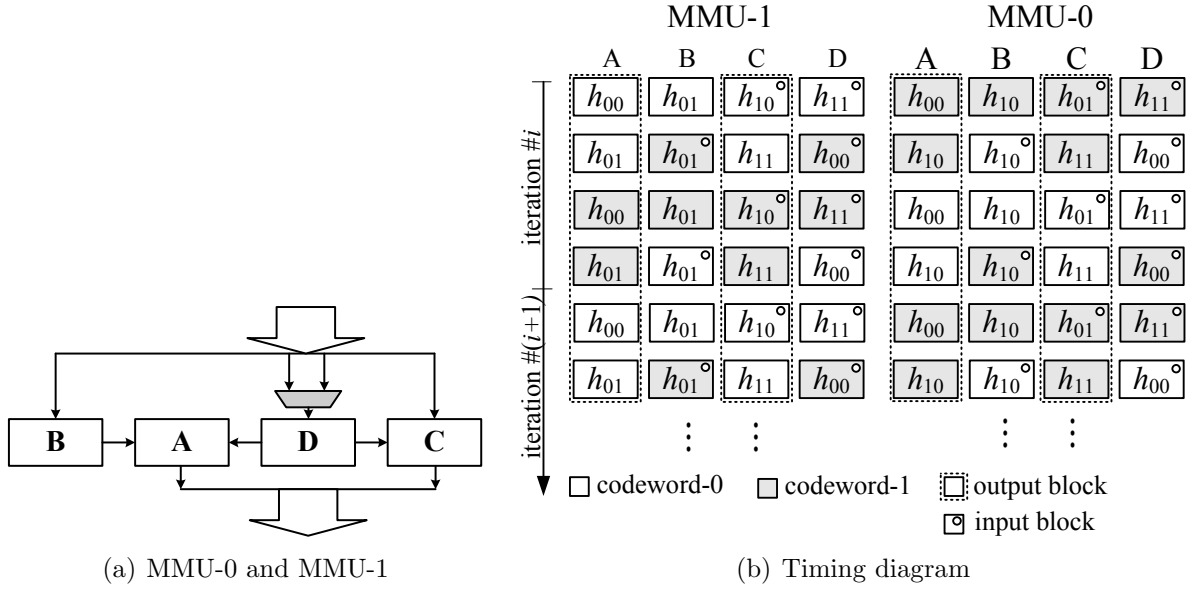 MMU-1 MMU-0
A B C D A B C D
h00 h01 h10 h11 h00 h10 h01 h11
h01 h01 h11 h00 h10 h10 h11 h00
h00 h01 h10 h11 h00 h10 h01 h11
h01 h01 h11 h00 h10 h10 h11 h00
h00 h01 h10 h11 h00 h10 h01 h11
h01 h01 h11 h00 h10 h10 h11 h00
iteration #i
iteration #(i+1)
B A D C
codeword-0 codeword-1 output block
input block
(a) MMU-0 and MMU-1
(b) Timing diagram